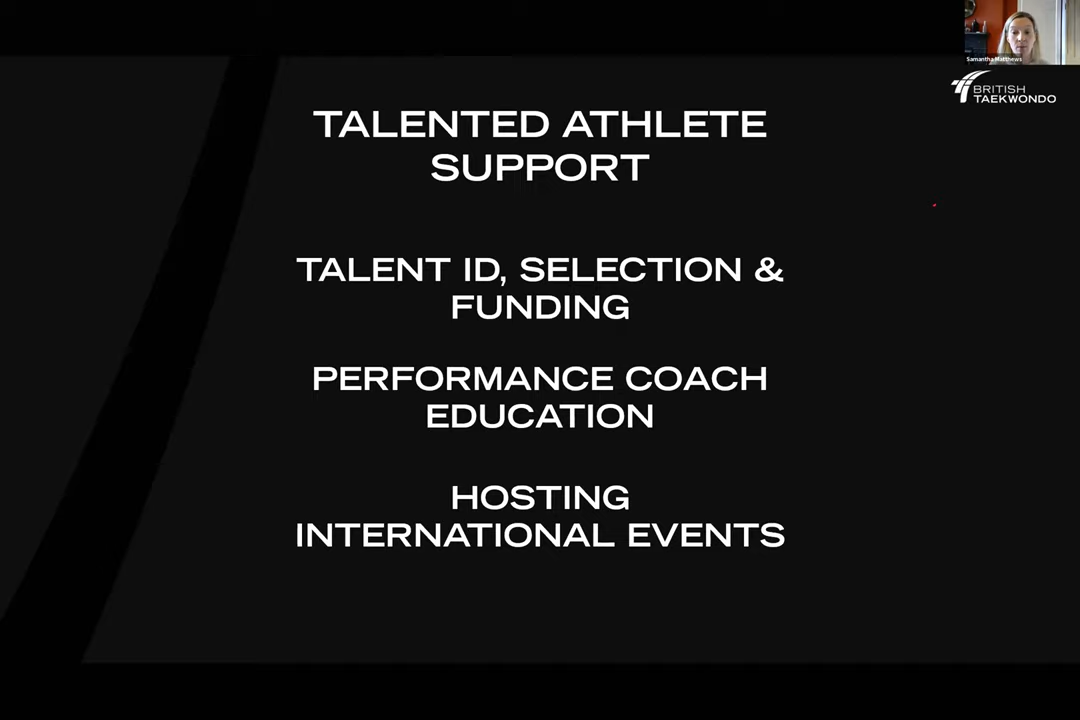 Samantha Matthews
BRITISH
TAEKWONDO
TALENTED ATHLETE
SUPPORT
TALENT ID, SELECTION &
FUNDING
PERFORMANCE COACH
EDUCATION
HOSTING
INTERNATIONAL EVENTS